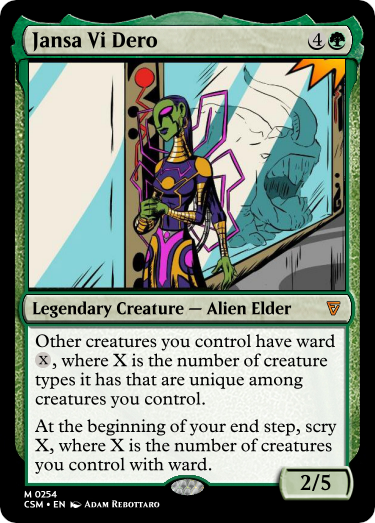 Jansa Vi Dero 4
Legendary Creature — Alien Elder
Other creatures you control have ward
X, where X is the number of creature
types it has that are unique among
creatures you control.
At the beginning of your end step, scry
X, where X is the number of creatures
you control with ward.
2/5
M 0254
CSM • EN Adam Rebottaro